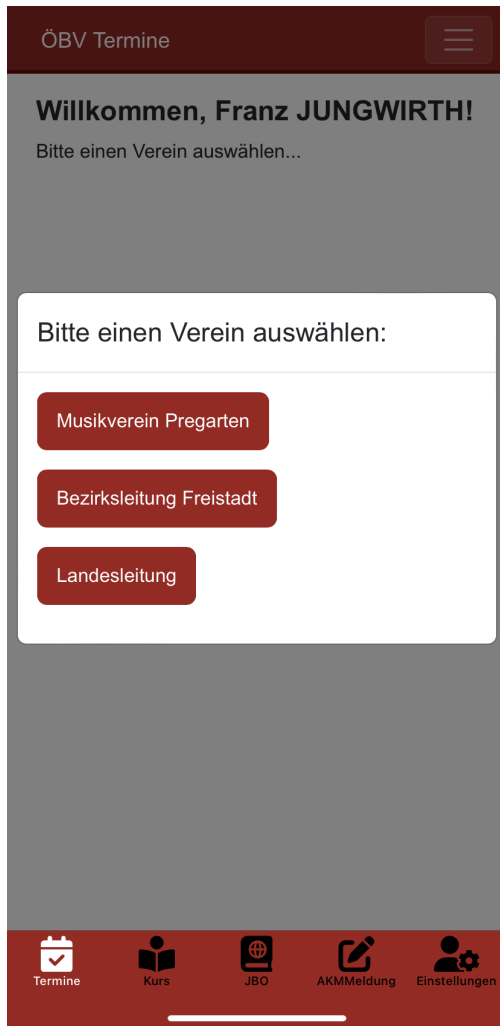 ÖBV Termine
Willkommen, Franz JUNGWIRTH!
Bitte einen Verein auswählen...
Bitte einen Verein auswählen:
Musikverein Pregarten
Bezirksleitung Freistadt
Landesleitung
Termine
Kurs
JBO
AKMMeldung
Einstellungen